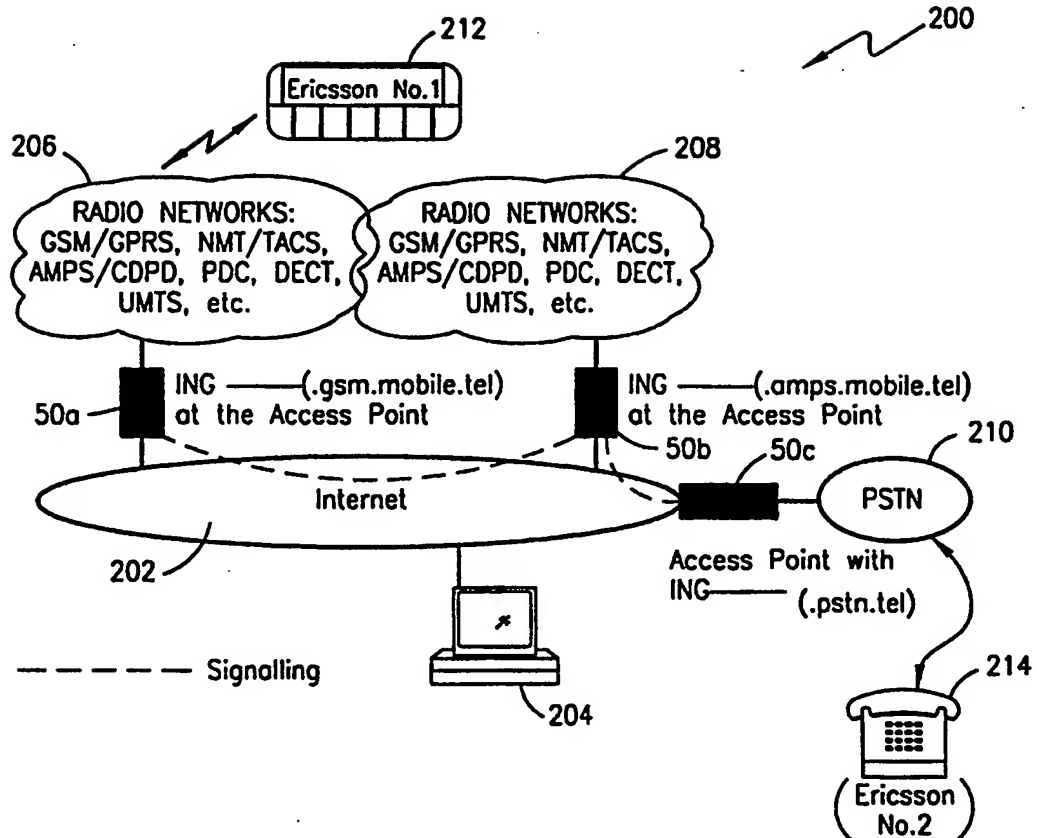 200
212
Ericsson No.1
206
208
RADIO NETWORKS:
GSM/GPRS, NMT/TACS,
AMPS/CDPD, PDC, DECT,
UMTS, etc.
RADIO NETWORKS:
GSM/GPRS, NMT/TACS,
AMPS/CDPD, PDC, DECT,
UMTS, etc.
50a
ING (.gsm.mobile.tel)
at the Access Point
ING (.amps.mobile.tel)
at the Access Point
50b
50c
210
Internet
PSTN
202
Access Point with
ING (.pstn.tel)
Signalling
204
214
(Ericsson
No.2